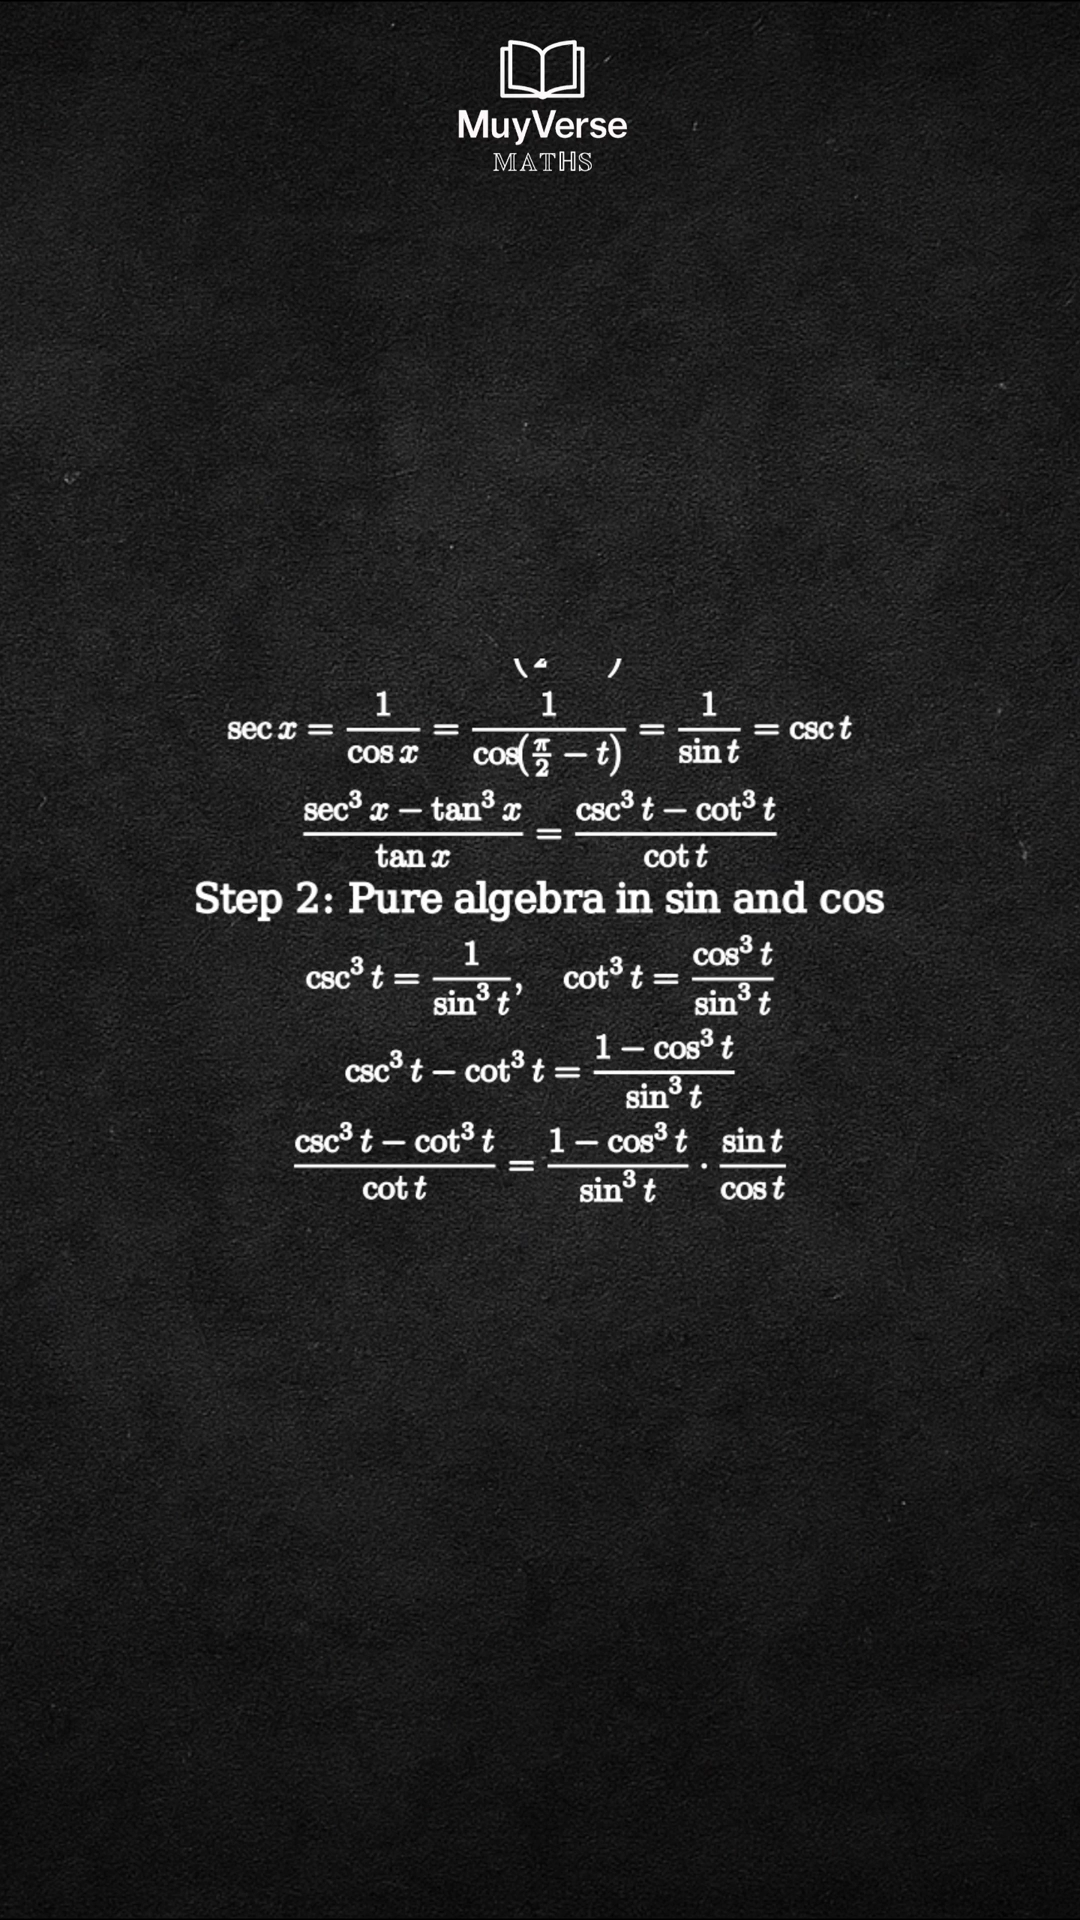 MuyVerse
MATHS
sec x = 1/cos x = 1/cos(π/2 − t) = 1/sin t = csc t
(sec³ x − tan³ x)/tan x = (csc³ t − cot³ t)/cot t
Step 2: Pure algebra in sin and cos
csc³ t = 1/sin³ t, cot³ t = cos³ t/sin³ t
csc³ t − cot³ t = (1 − cos³ t)/sin³ t
(csc³ t − cot³ t)/cot t = (1 − cos³ t)/sin³ t · sin t/cos t